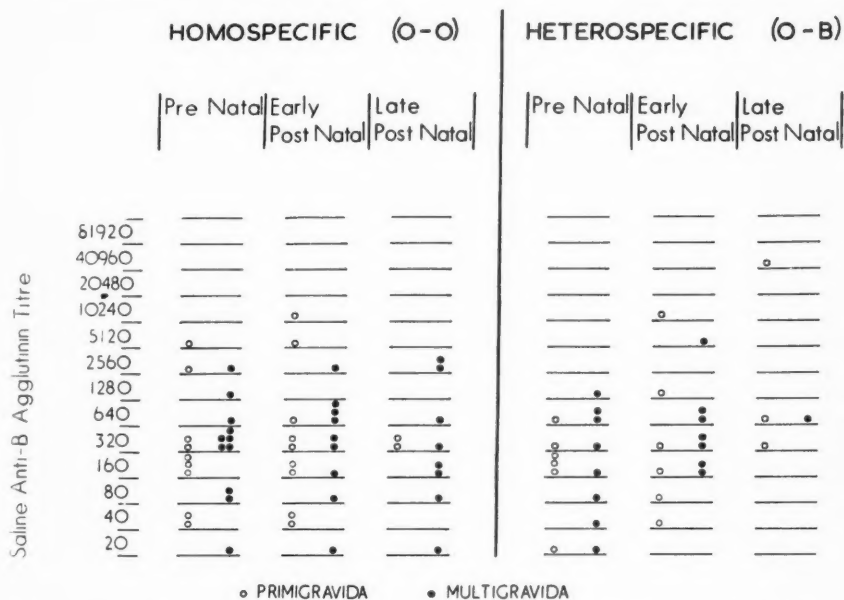 HOMOSPECIFIC (O-O)
HETEROSPECIFIC (O-B)
Pre Natal
Early Post Natal
Late Post Natal
Pre Natal
Early Post Natal
Late Post Natal
Saline Anti-B Agglutinin Titre
81920
40960
20480
10240
5120
2560
1280
640
320
160
80
40
20
○ PRIMIGRAVIDA ● MULTIGRAVIDA